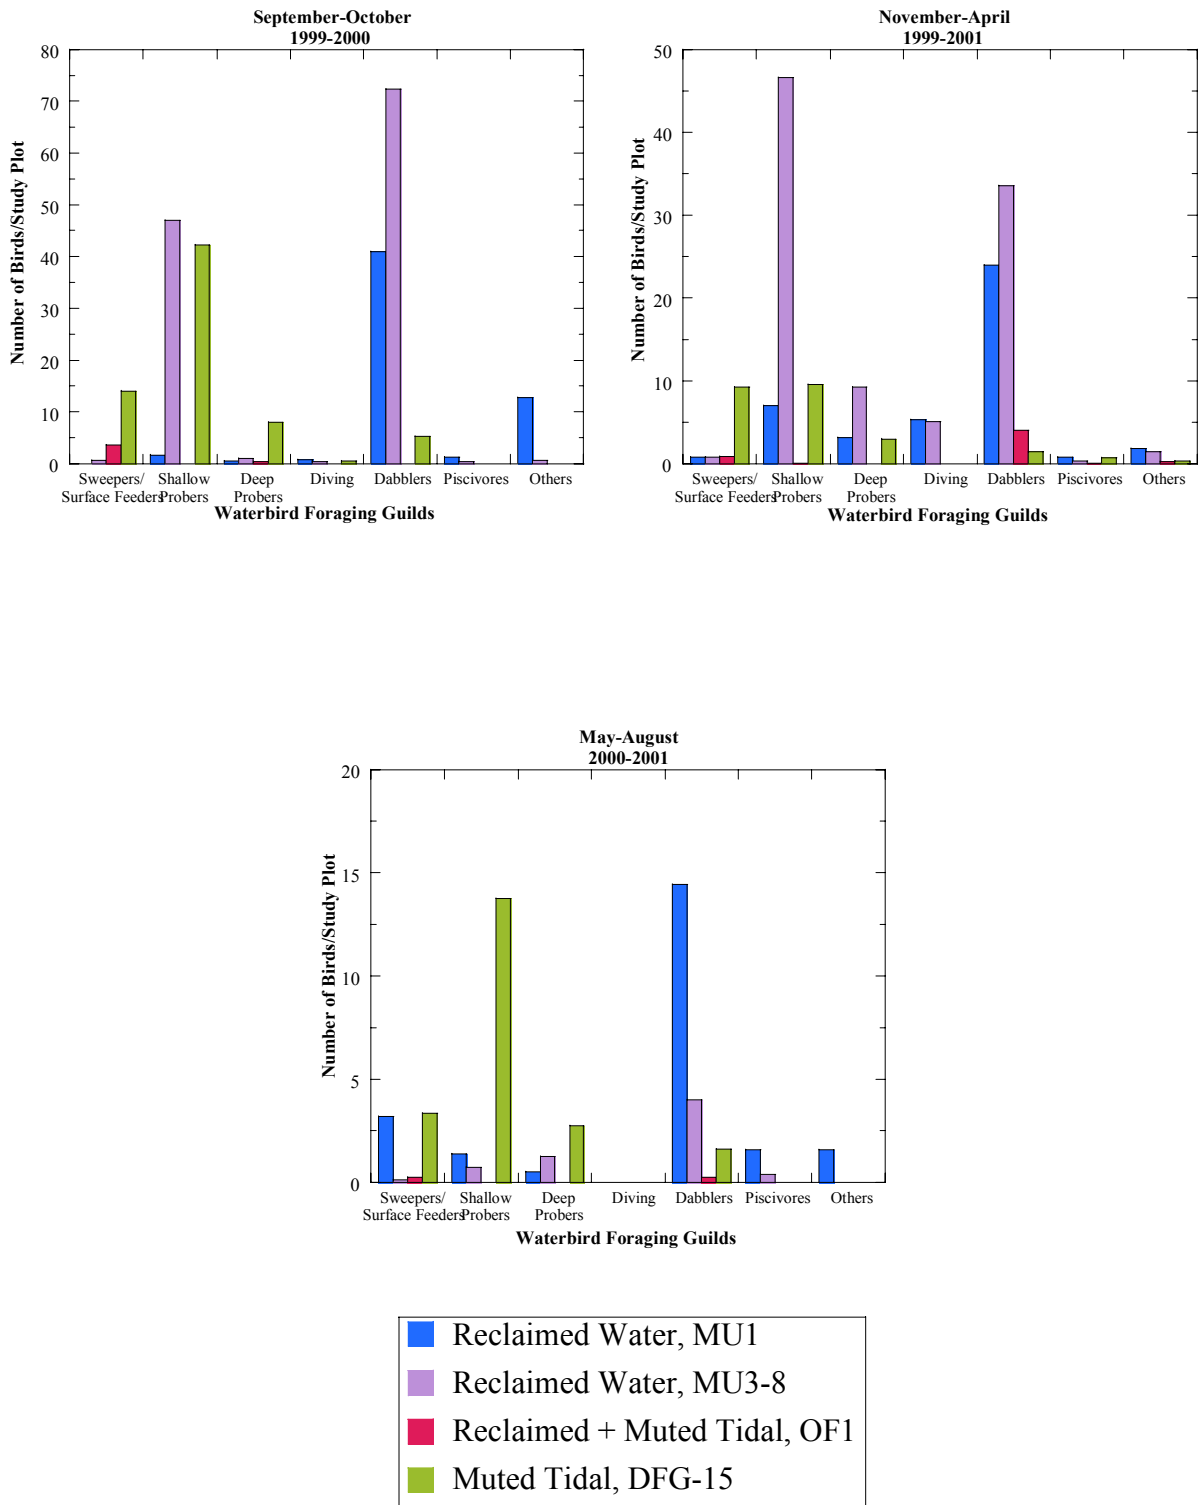 September-October
1999-2000
80
70
60
50
40
30
20
10
0
Number of Birds/Study Plot
Sweepers/ Shallow Deep Diving Dabblers Piscivores Others
Surface Feeders Probers Probers
Waterbird Foraging Guilds
November-April
1999-2001
50
40
30
20
10
0
Number of Birds/Study Plot
Sweepers/ Shallow Deep Diving Dabblers Piscivores Others
Surface Feeders Probers Probers
Waterbird Foraging Guilds
May-August
2000-2001
20
15
10
5
0
Number of Birds/Study Plot
Sweepers/ Shallow Deep Diving Dabblers Piscivores Others
Surface Feeders Probers Probers
Waterbird Foraging Guilds
Reclaimed Water, MU1
Reclaimed Water, MU3-8
Reclaimed + Muted Tidal, OF1
Muted Tidal, DFG-15